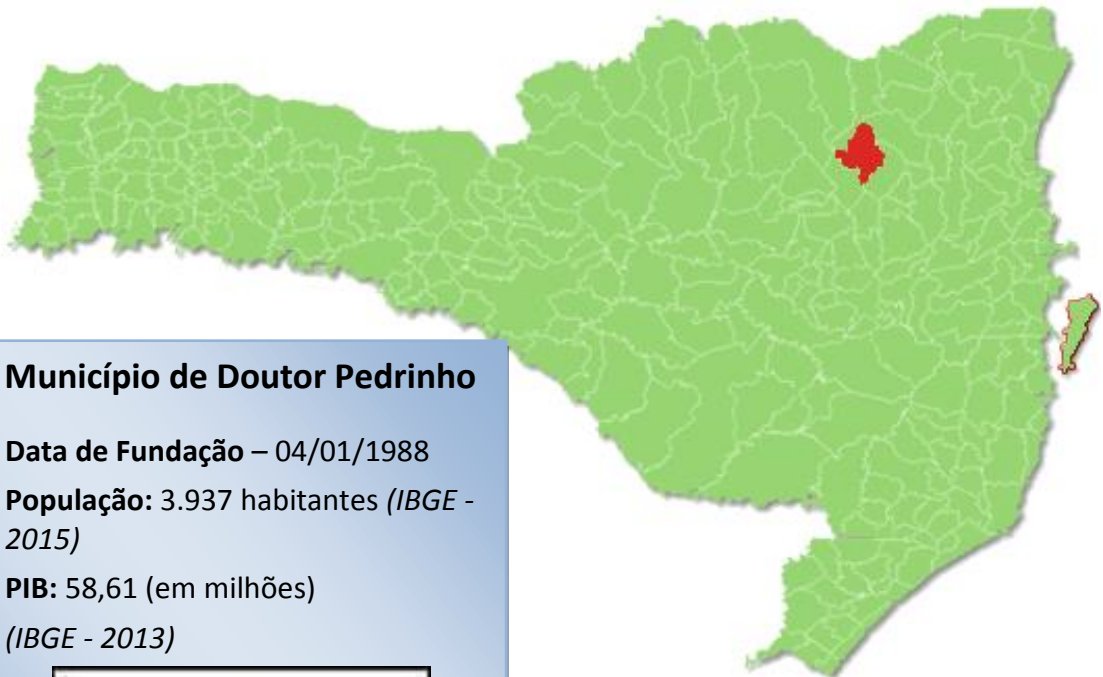 Município de Doutor Pedrinho
Data de Fundação – 04/01/1988
População: 3.937 habitantes (IBGE -
2015)
PIB: 58,61 (em milhões)
(IBGE - 2013)